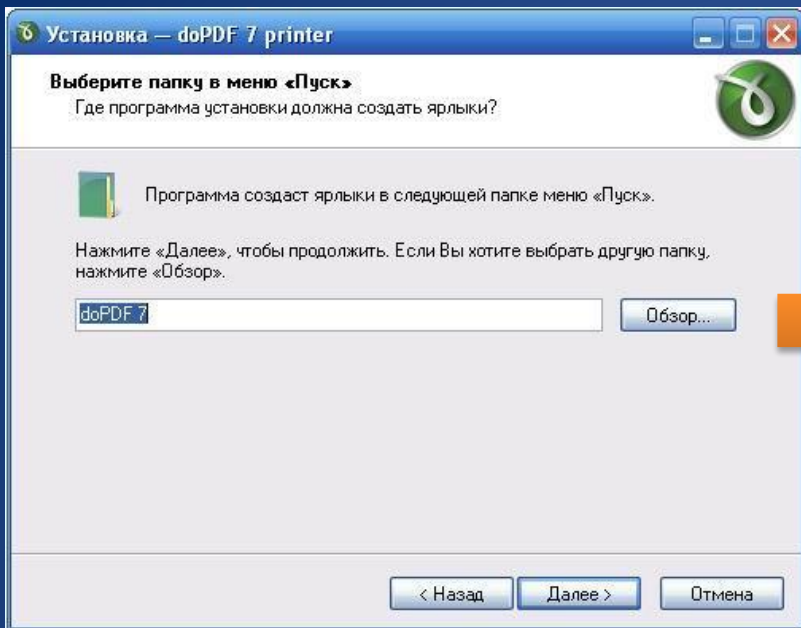 Установка — doPDF 7 printer
Выберите папку в меню «Пуск»
Где программа установки должна создать ярлыки?
Программа создаст ярлыки в следующей папке меню «Пуск».
Нажмите «Далее», чтобы продолжить. Если Вы хотите выбрать другую папку,
нажмите «Обзор».
doPDF 7
Обзор...
< Назад
Далее >
Отмена